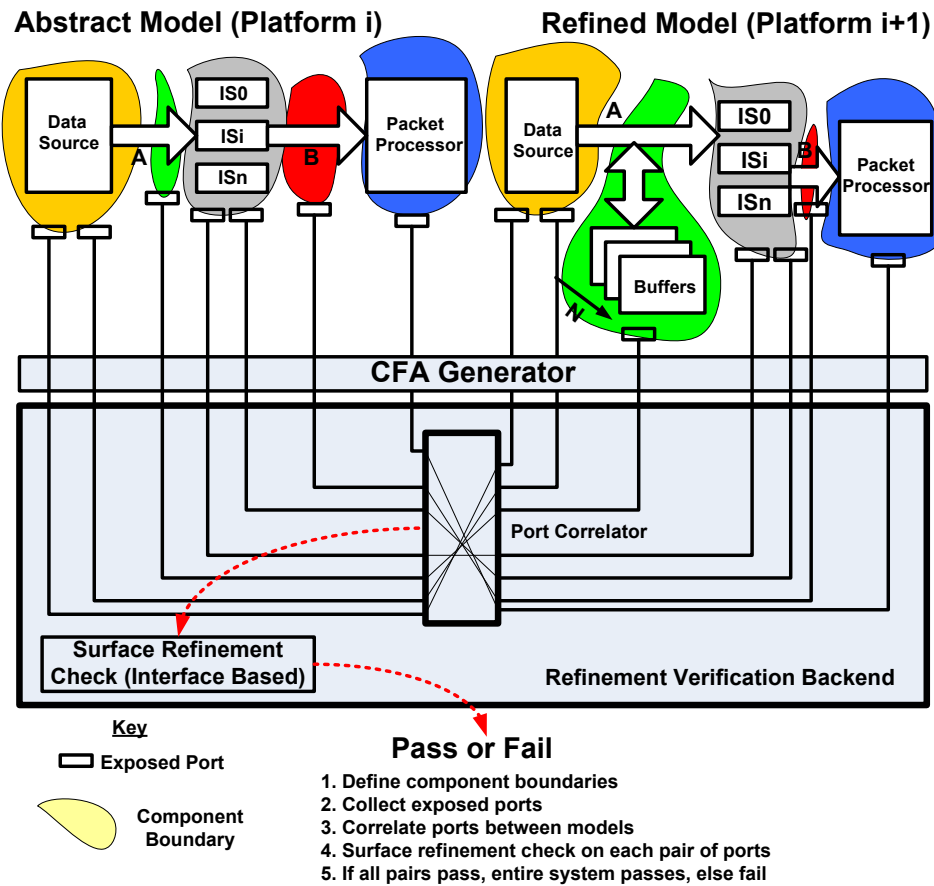 Abstract Model (Platform i)
Refined Model (Platform i+1)
Data
Source
A
IS0
ISi
ISn
B
Packet
Processor
Data
Source
A
N
Buffers
IS0
ISi
ISn
B
Packet
Processor
CFA Generator
Port Correlator
Surface Refinement
Check (Interface Based)
Refinement Verification Backend
Key
Exposed Port
Component
Boundary
Pass or Fail
1. Define component boundaries
2. Collect exposed ports
3. Correlate ports between models
4. Surface refinement check on each pair of ports
5. If all pairs pass, entire system passes, else fail